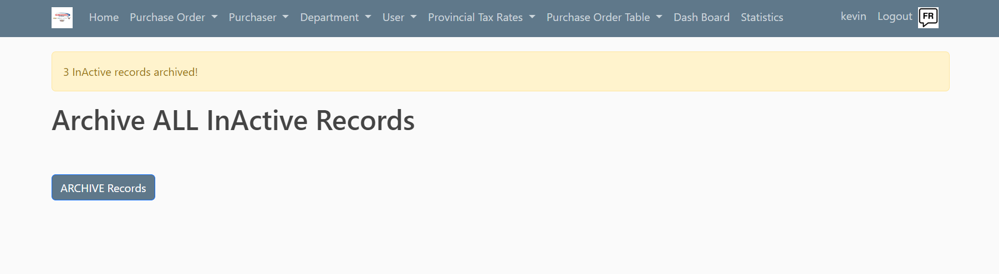 Home Purchase Order Purchaser Department User Provincial Tax Rates Purchase Order Table Dash Board Statistics kevin Logout FR
3 InActive records archived!
Archive ALL InActive Records
ARCHIVE Records